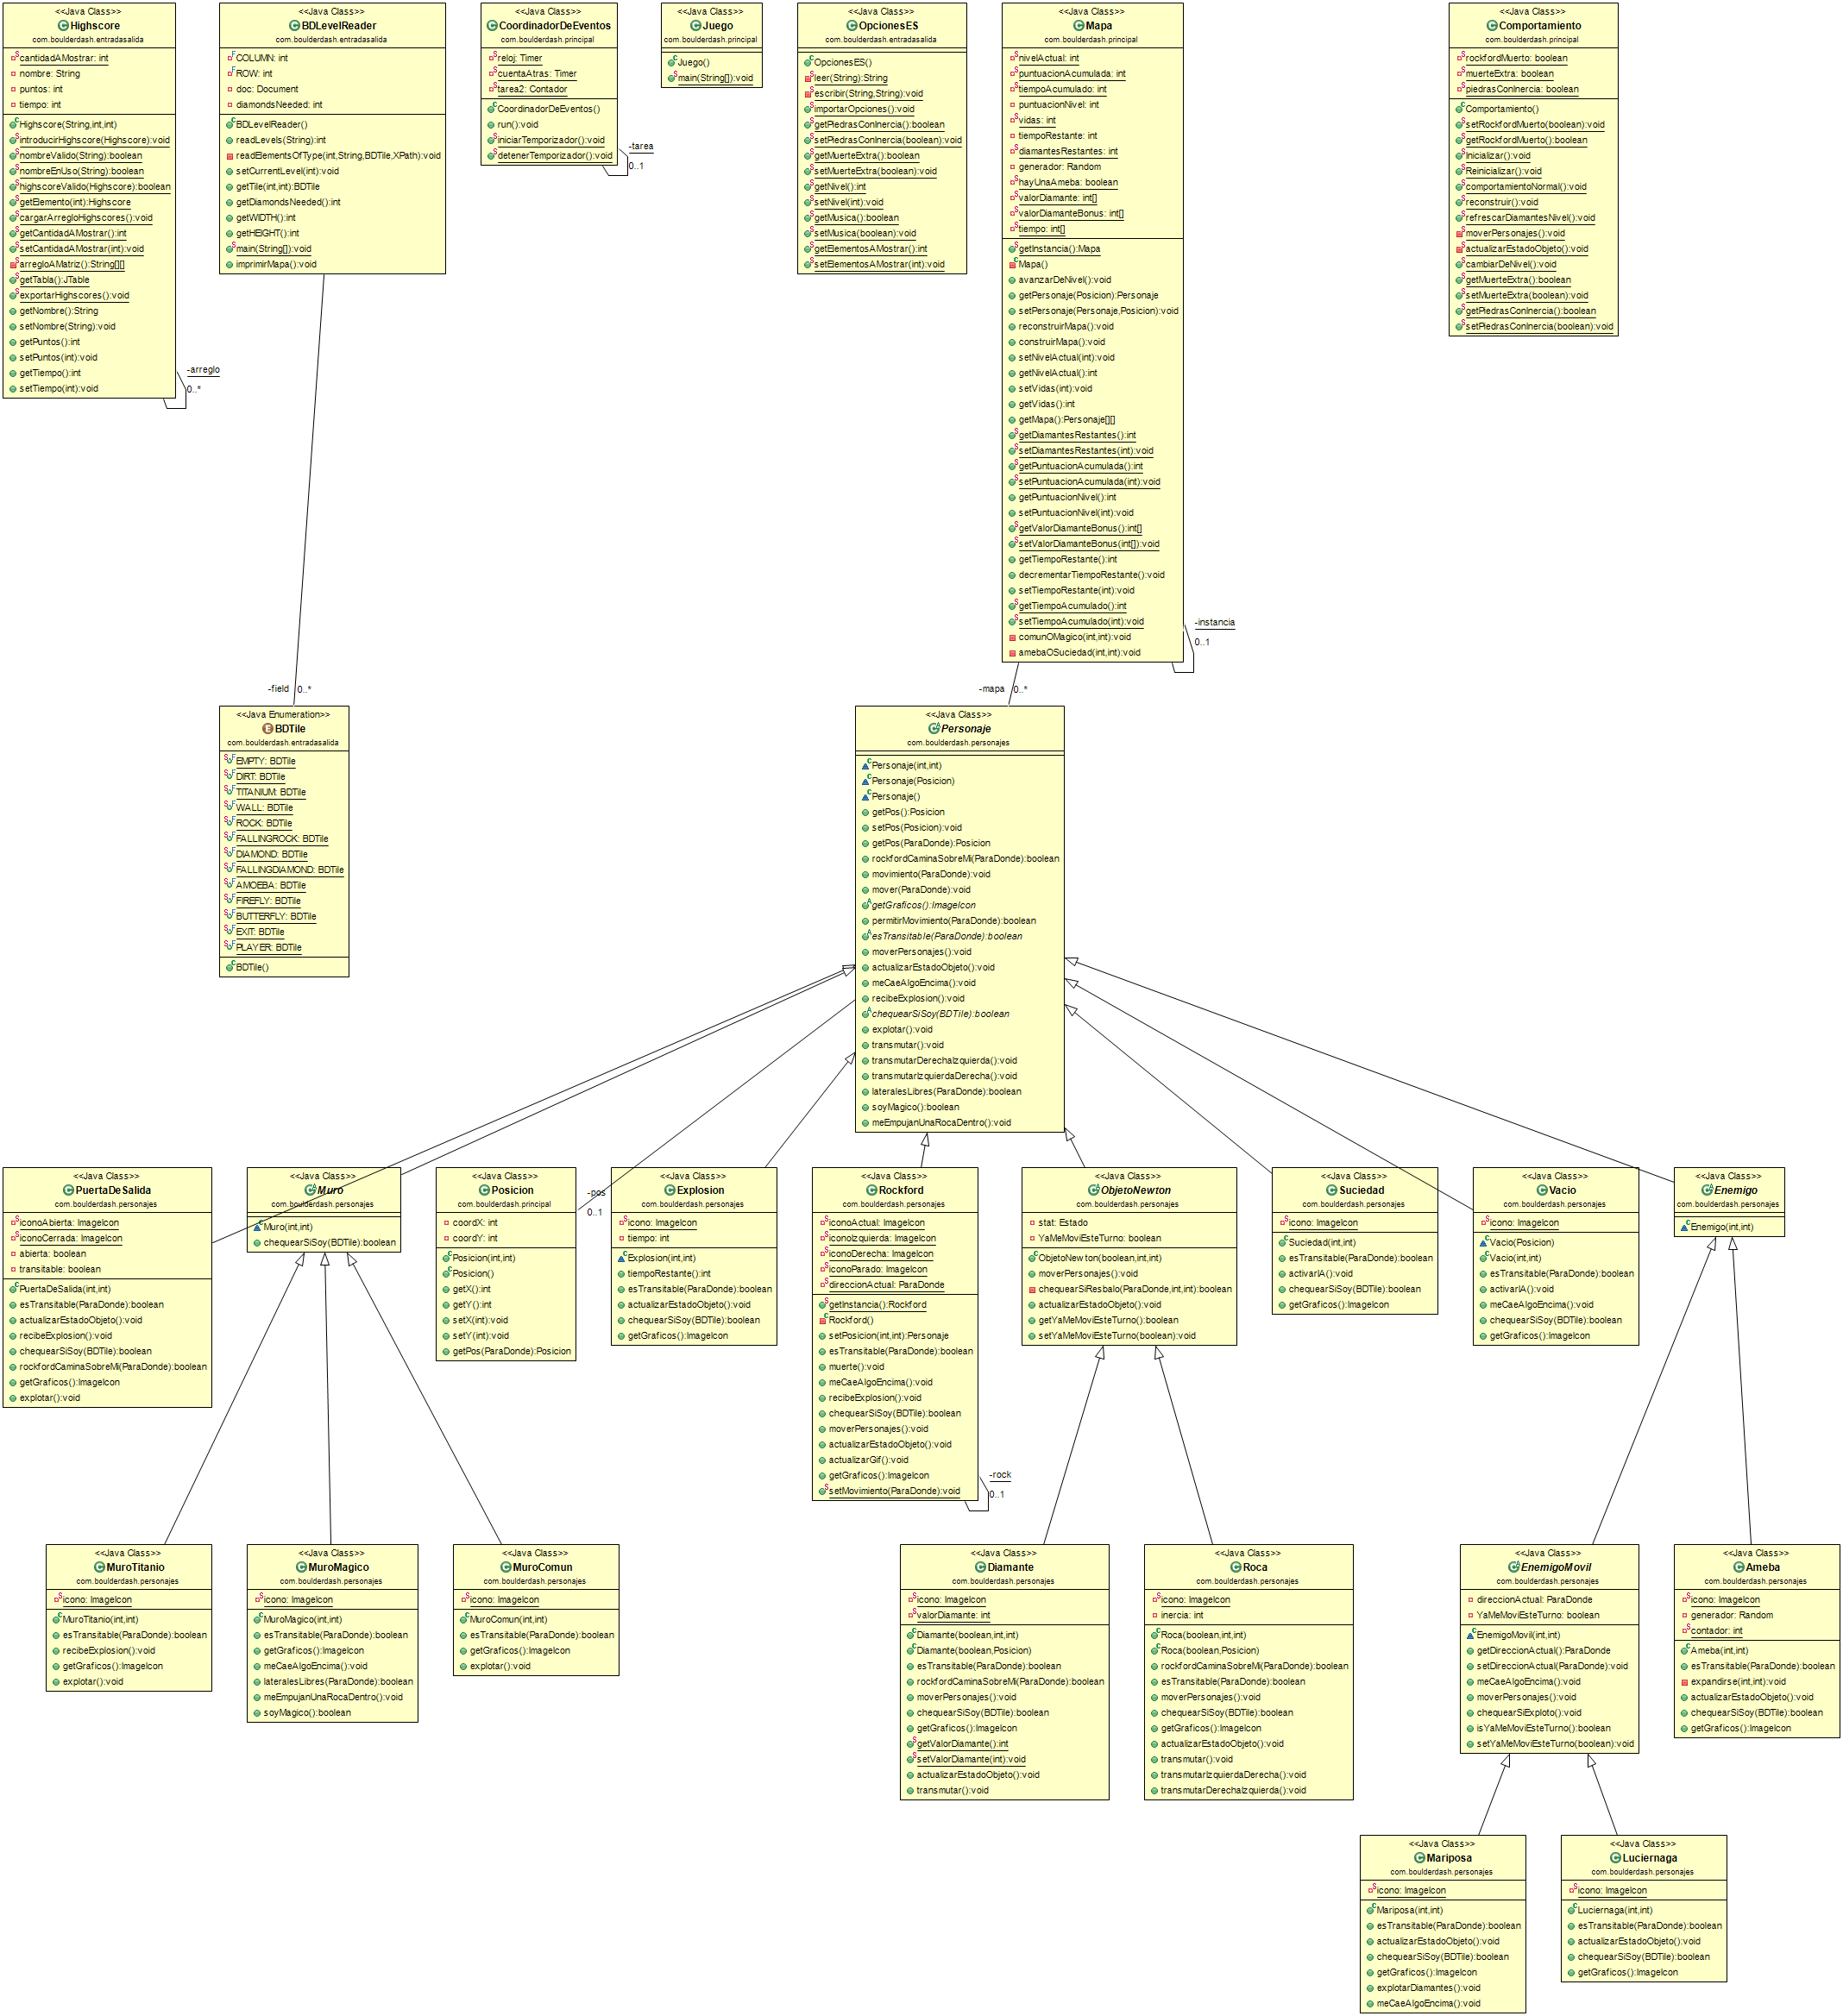 <<Java Class>>
Highscore
com.boulderdash.entradasalida
cantidadAMostrar: int
nombre: String
puntos: int
tiempo: int
Highscore(String,int,int)
introducirHighscore(Highscore):void
nombreValido(String):boolean
nombreEnUso(String):boolean
highscoreValido(Highscore):boolean
getElemento(int):Highscore
cargarArregloHighscores():void
getCantidadAMostrar():int
setCantidadAMostrar(int):void
arregloAMatriz():String[][]
getTabla():JTable
exportarHighscores():void
getNombre():String
setNombre(String):void
getPuntos():int
setPuntos(int):void
getTiempo():int
setTiempo(int):void
-arreglo
0..*
<<Java Class>>
BDLevelReader
com.boulderdash.entradasalida
COLUMN: int
ROW: int
doc: Document
diamondsNeeded: int
BDLevelReader()
readLevels(String):int
readElementsOfType(int,String,BDTile,XPath):void
setCurrentLevel(int):void
getTile(int,int):BDTile
getDiamondsNeeded():int
getWIDTH():int
getHEIGHT():int
main(String[]):void
imprimirMapa():void
-field
0..*
<<Java Class>>
CoordinadorDeEventos
com.boulderdash.principal
reloj: Timer
cuentaAtras: Timer
tarea2: Contador
CoordinadorDeEventos()
run():void
iniciarTemporizador():void
detenerTemporizador():void
-tarea
0..1
<<Java Class>>
Juego
com.boulderdash.principal
Juego()
main(String[]):void
<<Java Class>>
OpcionesES
com.boulderdash.entradasalida
OpcionesES()
leer(String):String
escribir(String,String):void
importarOpciones():void
getPiedrasConInercia():boolean
setPiedrasConInercia(boolean):void
getMuerteExtra():boolean
setMuerteExtra(boolean):void
getNivel():int
setNivel(int):void
getMusica():boolean
setMusica(boolean):void
getElementosAMostrar():int
setElementosAMostrar(int):void
<<Java Class>>
Mapa
com.boulderdash.principal
nivelActual: int
puntuacionAcumulada: int
tiempoAcumulado: int
puntuacionNivel: int
vidas: int
tiempoRestante: int
diamantesRestantes: int
generador: Random
hayUnaAmeba: boolean
valorDiamante: int[]
valorDiamanteBonus: int[]
tiempo: int[]
getInstancia():Mapa
Mapa()
avanzarDeNivel():void
getPersonaje(Posicion):Personaje
setPersonaje(Personaje,Posicion):void
reconstruirMapa():void
construirMapa():void
setNivelActual(int):void
getNivelActual():int
setVidas(int):void
getVidas():int
getMapa():Personaje[][]
getDiamantesRestantes():int
setDiamantesRestantes(int):void
getPuntuacionAcumulada():int
setPuntuacionAcumulada(int):void
getPuntuacionNivel():int
setPuntuacionNivel(int):void
getValorDiamanteBonus():int[]
setValorDiamanteBonus(int[]):void
getTiempoRestante():int
decrementarTiempoRestante():void
setTiempoRestante(int):void
getTiempoAcumulado():int
setTiempoAcumulado(int):void
comunOMagico(int,int):void
amebaOSuciedad(int,int):void
-instancia
0..1
-mapa
0..*
<<Java Class>>
Comportamiento
com.boulderdash.principal
rockfordMuerto: boolean
muerteExtra: boolean
piedrasConInercia: boolean
Comportamiento()
setRockfordMuerto(boolean):void
getRockfordMuerto():boolean
Inicializar():void
Reinicializar():void
comportamientoNormal():void
reconstruir():void
refrescarDiamantesNivel():void
moverPersonajes():void
actualizarEstadoObjeto():void
cambiarDeNivel():void
getMuerteExtra():boolean
setMuerteExtra(boolean):void
getPiedrasConInercia():boolean
setPiedrasConInercia(boolean):void
<<Java Enumeration>>
BDTile
com.boulderdash.entradasalida
EMPTY: BDTile
DIRT: BDTile
TITANIUM: BDTile
WALL: BDTile
ROCK: BDTile
FALLINGROCK: BDTile
DIAMOND: BDTile
FALLINGDIAMOND: BDTile
AMOEBA: BDTile
FIREFLY: BDTile
BUTTERFLY: BDTile
EXIT: BDTile
PLAYER: BDTile
BDTile()
<<Java Class>>
Personaje
com.boulderdash.personajes
Personaje(int,int)
Personaje(Posicion)
Personaje()
getPos():Posicion
setPos(Posicion):void
getPos(ParaDonde):Posicion
rockfordCaminaSobreMi(ParaDonde):boolean
movimiento(ParaDonde):void
mover(ParaDonde):void
getGraficos():ImageIcon
permitirMovimiento(ParaDonde):boolean
esTransitable(ParaDonde):boolean
moverPersonajes():void
actualizarEstadoObjeto():void
meCaeAlgoEncima():void
recibeExplosion():void
chequearSiSoy(BDTile):boolean
explotar():void
transmutar():void
transmutarDerechaIzquierda():void
transmutarIzquierdaDerecha():void
lateralesLibres(ParaDonde):boolean
soyMagico():boolean
meEmpujanUnaRocaDentro():void
<<Java Class>>
PuertaDeSalida
com.boulderdash.personajes
iconoAbierta: ImageIcon
iconoCerrada: ImageIcon
abierta: boolean
transitable: boolean
PuertaDeSalida(int,int)
esTransitable(ParaDonde):boolean
actualizarEstadoObjeto():void
recibeExplosion():void
chequearSiSoy(BDTile):boolean
rockfordCaminaSobreMi(ParaDonde):boolean
getGraficos():ImageIcon
explotar():void
<<Java Class>>
Muro
com.boulderdash.personajes
Muro(int,int)
chequearSiSoy(BDTile):boolean
<<Java Class>>
Posicion
com.boulderdash.principal
coordX: int
coordY: int
Posicion(int,int)
Posicion()
getX():int
getY():int
setX(int):void
setY(int):void
getPos(ParaDonde):Posicion
-pos
0..1
<<Java Class>>
Explosion
com.boulderdash.personajes
icono: ImageIcon
tiempo: int
Explosion(int,int)
tiempoRestante():int
esTransitable(ParaDonde):boolean
actualizarEstadoObjeto():void
chequearSiSoy(BDTile):boolean
getGraficos():ImageIcon
<<Java Class>>
Rockford
com.boulderdash.personajes
iconoActual: ImageIcon
iconoIzquierda: ImageIcon
iconoDerecha: ImageIcon
iconoParado: ImageIcon
direccionActual: ParaDonde
getInstancia():Rockford
Rockford()
setPosicion(int,int):Personaje
esTransitable(ParaDonde):boolean
muerte():void
meCaeAlgoEncima():void
recibeExplosion():void
chequearSiSoy(BDTile):boolean
moverPersonajes():void
actualizarEstadoObjeto():void
actualizarGif():void
getGraficos():ImageIcon
setMovimiento(ParaDonde):void
-rock
0..1
<<Java Class>>
ObjetoNewton
com.boulderdash.personajes
stat: Estado
YaMeMoviEsteTurno: boolean
ObjetoNewton(boolean,int,int)
moverPersonajes():void
chequearSiResbalo(ParaDonde,int,int):boolean
actualizarEstadoObjeto():void
getYaMeMoviEsteTurno():boolean
setYaMeMoviEsteTurno(boolean):void
<<Java Class>>
Suciedad
com.boulderdash.personajes
icono: ImageIcon
Suciedad(int,int)
esTransitable(ParaDonde):boolean
activarIA():void
chequearSiSoy(BDTile):boolean
getGraficos():ImageIcon
<<Java Class>>
Vacio
com.boulderdash.personajes
icono: ImageIcon
Vacio(Posicion)
Vacio(int,int)
esTransitable(ParaDonde):boolean
activarIA():void
meCaeAlgoEncima():void
chequearSiSoy(BDTile):boolean
getGraficos():ImageIcon
<<Java Class>>
Enemigo
com.boulderdash.personajes
Enemigo(int,int)
<<Java Class>>
MuroTitanio
com.boulderdash.personajes
icono: ImageIcon
MuroTitanio(int,int)
esTransitable(ParaDonde):boolean
recibeExplosion():void
getGraficos():ImageIcon
explotar():void
<<Java Class>>
MuroMagico
com.boulderdash.personajes
icono: ImageIcon
MuroMagico(int,int)
esTransitable(ParaDonde):boolean
getGraficos():ImageIcon
meCaeAlgoEncima():void
lateralesLibres(ParaDonde):boolean
meEmpujanUnaRocaDentro():void
soyMagico():boolean
<<Java Class>>
MuroComun
com.boulderdash.personajes
icono: ImageIcon
MuroComun(int,int)
esTransitable(ParaDonde):boolean
getGraficos():ImageIcon
explotar():void
<<Java Class>>
Diamante
com.boulderdash.personajes
icono: ImageIcon
valorDiamante: int
Diamante(boolean,int,int)
Diamante(boolean,Posicion)
esTransitable(ParaDonde):boolean
rockfordCaminaSobreMi(ParaDonde):boolean
moverPersonajes():void
chequearSiSoy(BDTile):boolean
getGraficos():ImageIcon
getValorDiamante():int
setValorDiamante(int):void
actualizarEstadoObjeto():void
transmutar():void
<<Java Class>>
Roca
com.boulderdash.personajes
icono: ImageIcon
inercia: int
Roca(boolean,int,int)
Roca(boolean,Posicion)
rockfordCaminaSobreMi(ParaDonde):boolean
esTransitable(ParaDonde):boolean
moverPersonajes():void
chequearSiSoy(BDTile):boolean
getGraficos():ImageIcon
actualizarEstadoObjeto():void
transmutar():void
transmutarIzquierdaDerecha():void
transmutarDerechaIzquierda():void
<<Java Class>>
EnemigoMovil
com.boulderdash.personajes
direccionActual: ParaDonde
YaMeMoviEsteTurno: boolean
EnemigoMovil(int,int)
getDireccionActual():ParaDonde
setDireccionActual(ParaDonde):void
meCaeAlgoEncima():void
moverPersonajes():void
chequearSiExploto():void
isYaMeMoviEsteTurno():boolean
setYaMeMoviEsteTurno(boolean):void
<<Java Class>>
Ameba
com.boulderdash.personajes
icono: ImageIcon
generador: Random
contador: int
Ameba(int,int)
esTransitable(ParaDonde):boolean
expandirse(int,int):void
actualizarEstadoObjeto():void
chequearSiSoy(BDTile):boolean
getGraficos():ImageIcon
<<Java Class>>
Mariposa
com.boulderdash.personajes
icono: ImageIcon
Mariposa(int,int)
esTransitable(ParaDonde):boolean
actualizarEstadoObjeto():void
chequearSiSoy(BDTile):boolean
getGraficos():ImageIcon
explotarDiamantes():void
meCaeAlgoEncima():void
<<Java Class>>
Luciernaga
com.boulderdash.personajes
icono: ImageIcon
Luciernaga(int,int)
esTransitable(ParaDonde):boolean
actualizarEstadoObjeto():void
chequearSiSoy(BDTile):boolean
getGraficos():ImageIcon